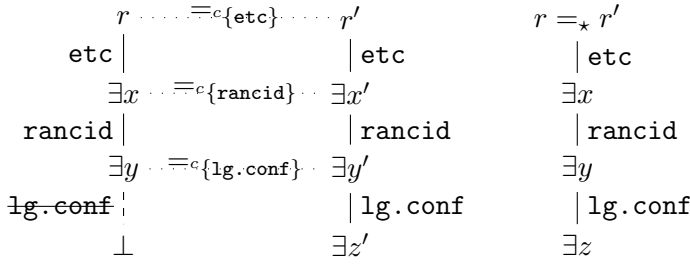 r =c{etc} r′ r =⋆ r′
etc etc etc
∃x =c{rancid} ∃x′ ∃x
rancid rancid rancid
∃y =c{lg.conf} ∃y′ ∃y
lg.conf lg.conf lg.conf
⊥ ∃z′ ∃z